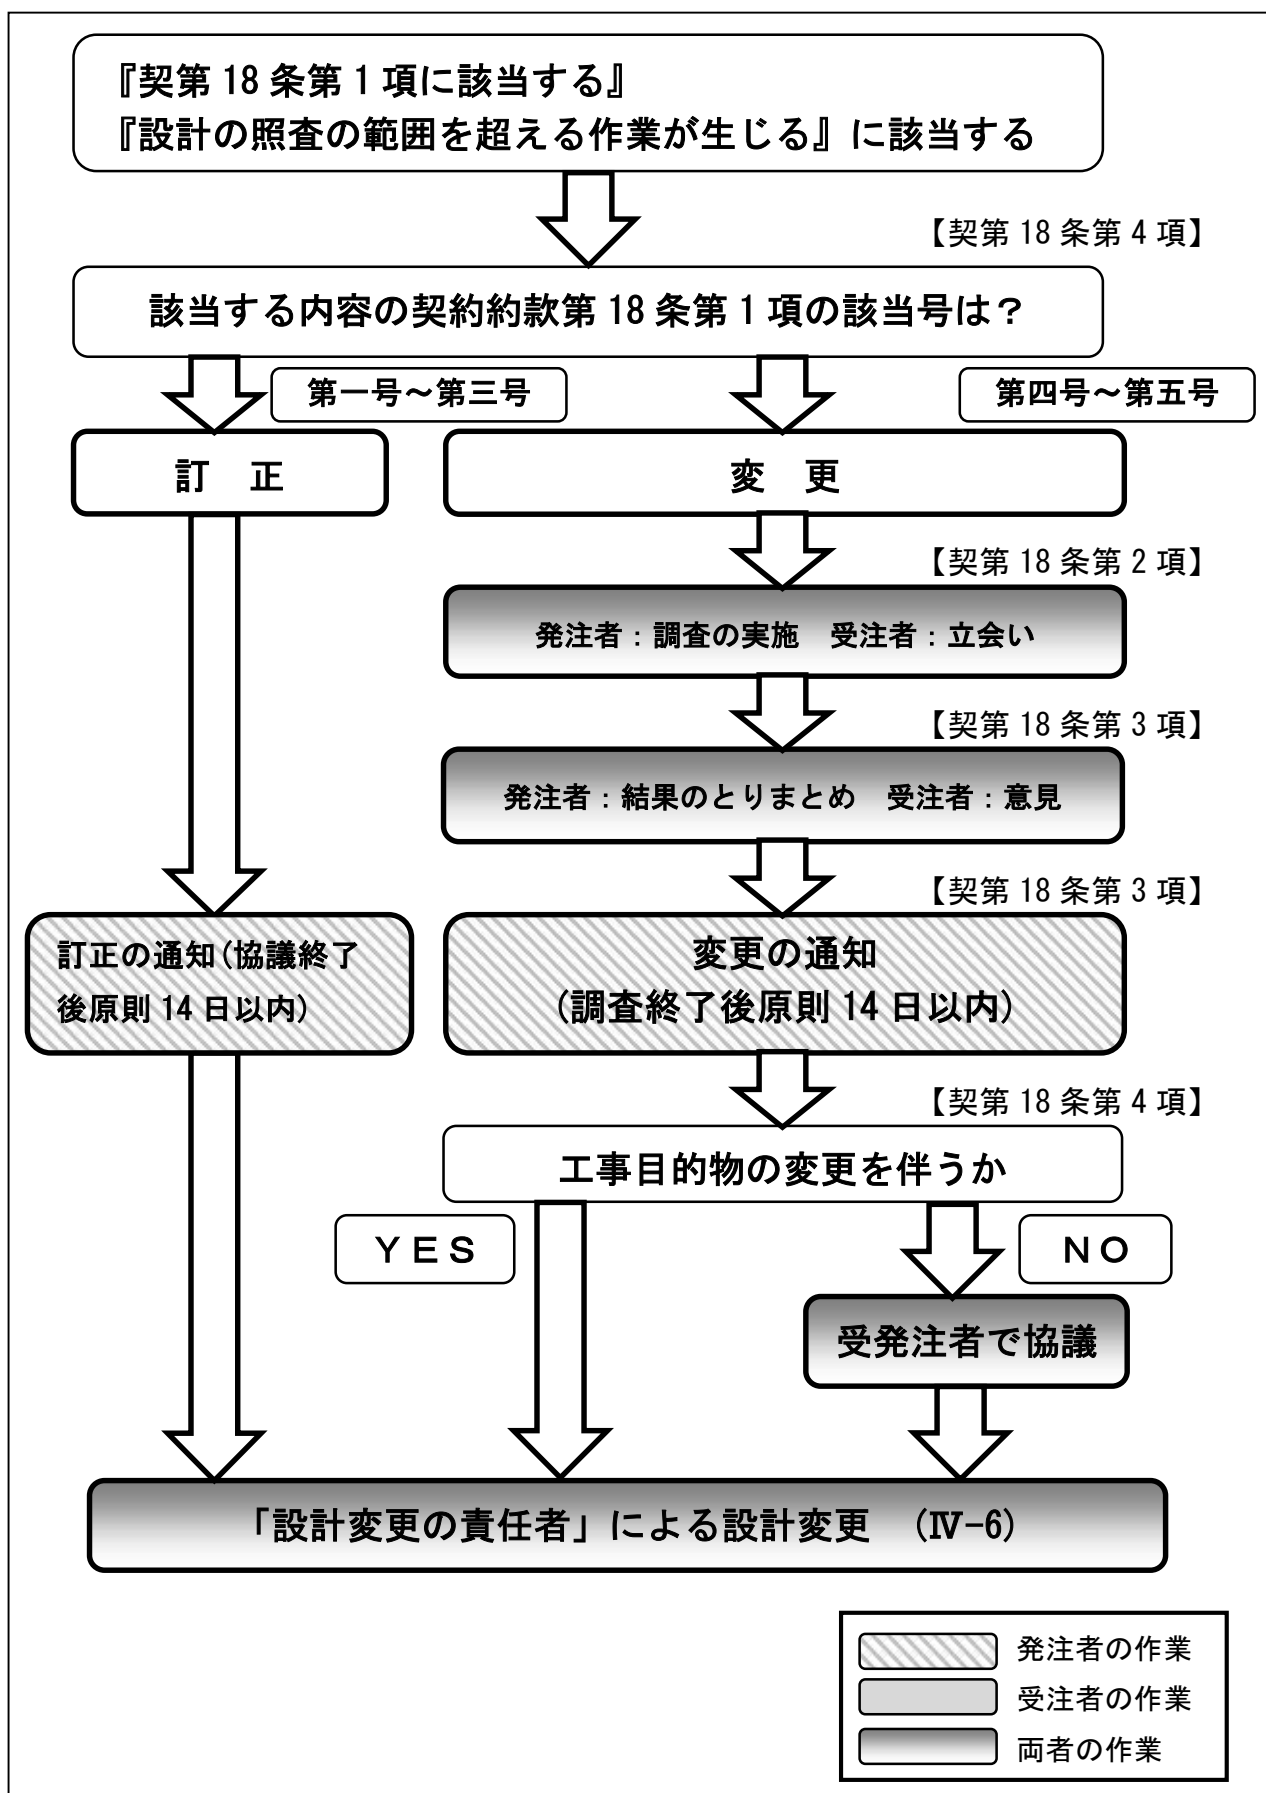 『契第 18 条第 1 項に該当する』
『設計の照査の範囲を超える作業が生じる』に該当する
【契第 18 条第 4 項】
該当する内容の契約約款第 18 条第 1 項の該当号は？
第一号～第三号
第四号～第五号
訂　正
変　更
【契第 18 条第 2 項】
発注者：調査の実施　受注者：立会い
【契第 18 条第 3 項】
発注者：結果のとりまとめ　受注者：意見
【契第 18 条第 3 項】
訂正の通知(協議終了
後原則 14 日以内)
変更の通知
(調査終了後原則 14 日以内)
【契第 18 条第 4 項】
工事目的物の変更を伴うか
ＹＥＳ
ＮＯ
受発注者で協議
「設計変更の責任者」による設計変更　(Ⅳ-6)
発注者の作業
受注者の作業
両者の作業